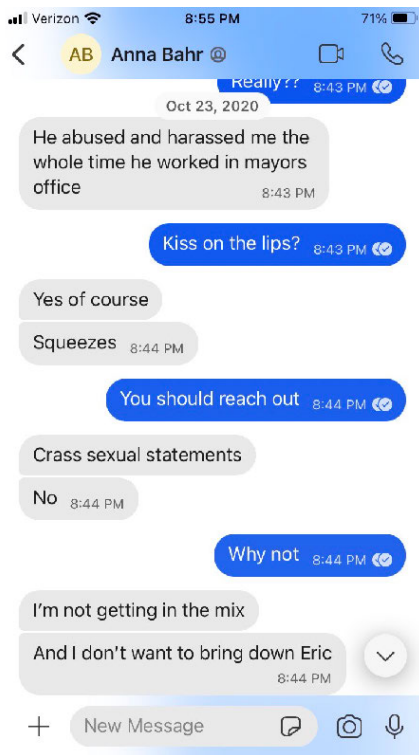 Verizon 8:55 PM 71%
AB Anna Bahr
Really?? 8:43 PM
Oct 23, 2020
He abused and harassed me the
whole time he worked in mayors
office
8:43 PM
Kiss on the lips? 8:43 PM
Yes of course
Squeezes 8:44 PM
You should reach out 8:44 PM
Crass sexual statements
No 8:44 PM
Why not 8:44 PM
I'm not getting in the mix
And I don't want to bring down Eric
8:44 PM
New Message